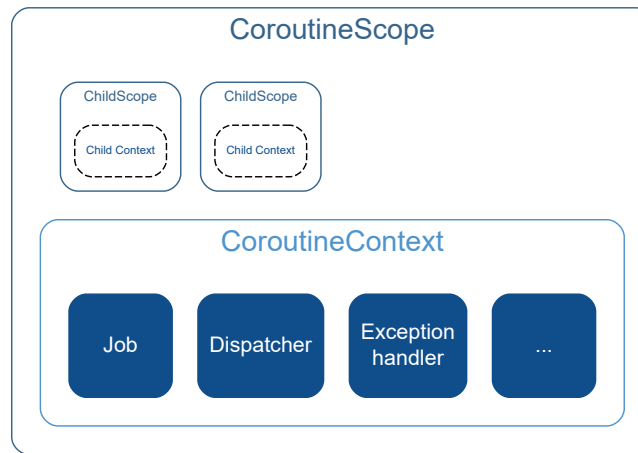 CoroutineScope
ChildScope
ChildScope
Child Context
Child Context
CoroutineContext
Job
Dispatcher
Exception
handler
...